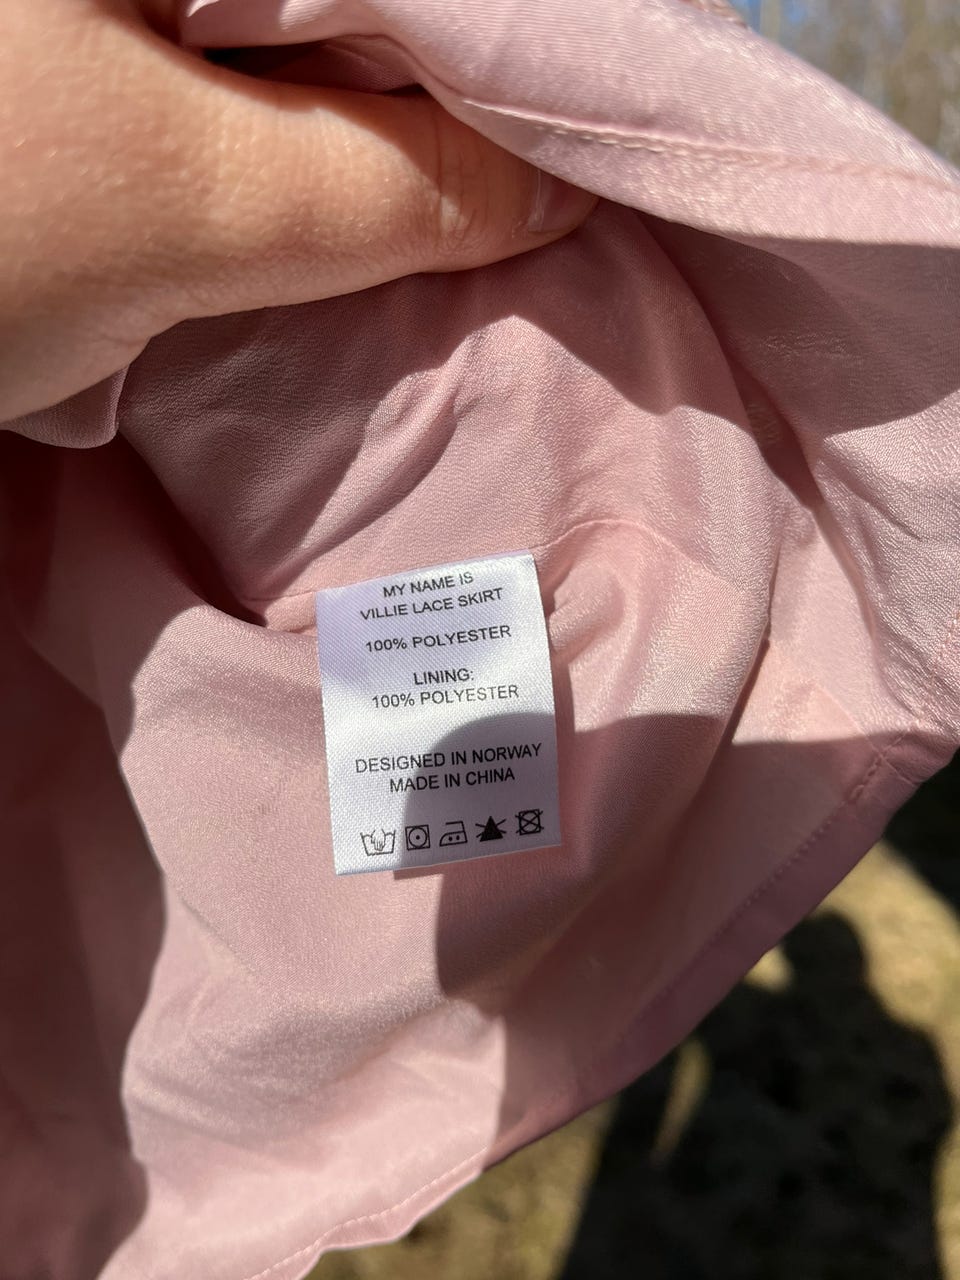 MY NAME IS
VILLIE LACE SKIRT
100% POLYESTER
LINING:
100% POLYESTER
DESIGNED IN NORWAY
MADE IN CHINA